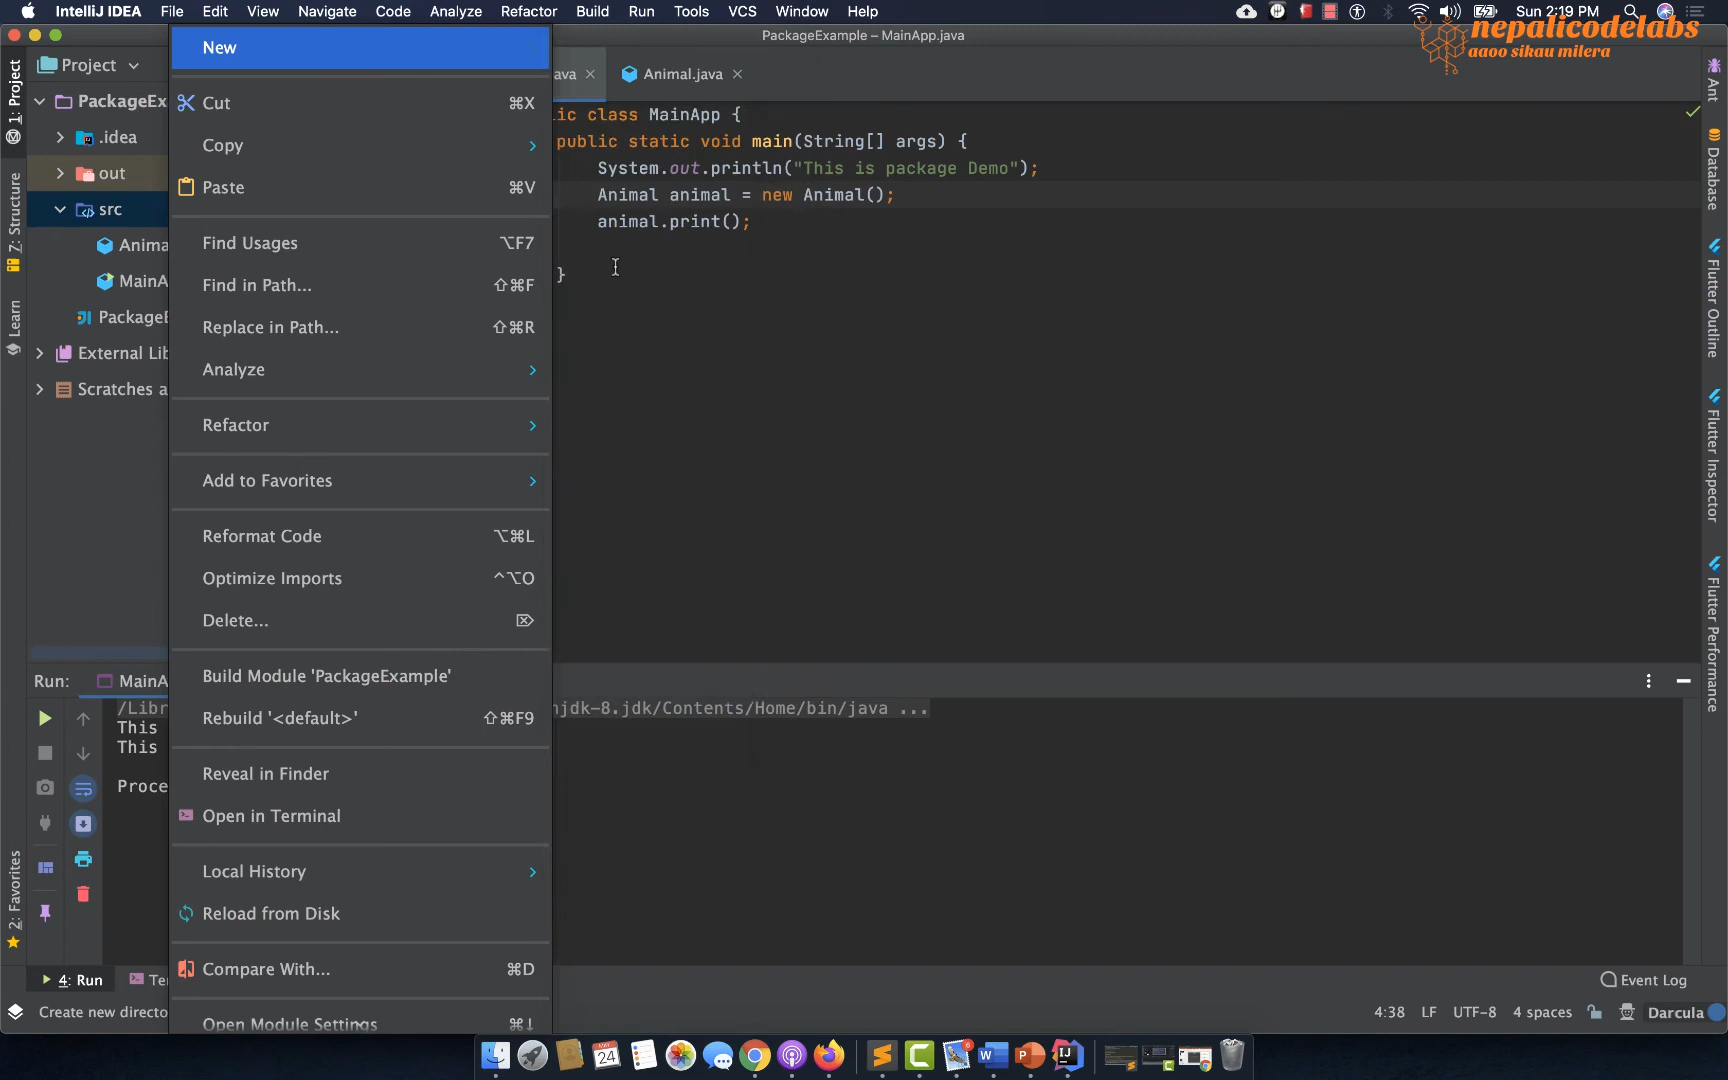 IntelliJ IDEA File Edit View Navigate Code Analyze Refactor Build Run Tools VCS Window Help Sun 2:19 PM
PackageExample – MainApp.java
nepalicodelabs
aaoo sikau milera
1: Project
7: Structure
Learn
2: Favorites
Project
PackageEx
.idea
out
src
Anima
MainA
PackageE
External Lib
Scratches a
New
Cut ⌘X
Copy
Paste ⌘V
Find Usages ⌥F7
Find in Path... ⇧⌘F
Replace in Path... ⇧⌘R
Analyze
Refactor
Add to Favorites
Reformat Code ⌥⌘L
Optimize Imports ^⌥O
Delete... ⌦
Build Module 'PackageExample'
Rebuild '<default>' ⇧⌘F9
Reveal in Finder
Open in Terminal
Local History
Reload from Disk
Compare With... ⌘D
Open Module Settings ⌘↓
ava Animal.java
ic class MainApp {
public static void main(String[] args) {
System.out.println("This is package Demo");
Animal animal = new Animal();
animal.print();
}
Ant
Database
Flutter Outline
Flutter Inspector
Flutter Performance
Run: MainA
/Libr
jdk-8.jdk/Contents/Home/bin/java ...
This
This
Proce
4: Run Te
Event Log
Create new directo
4:38 LF UTF-8 4 spaces Darcula
24
6
W P IJ